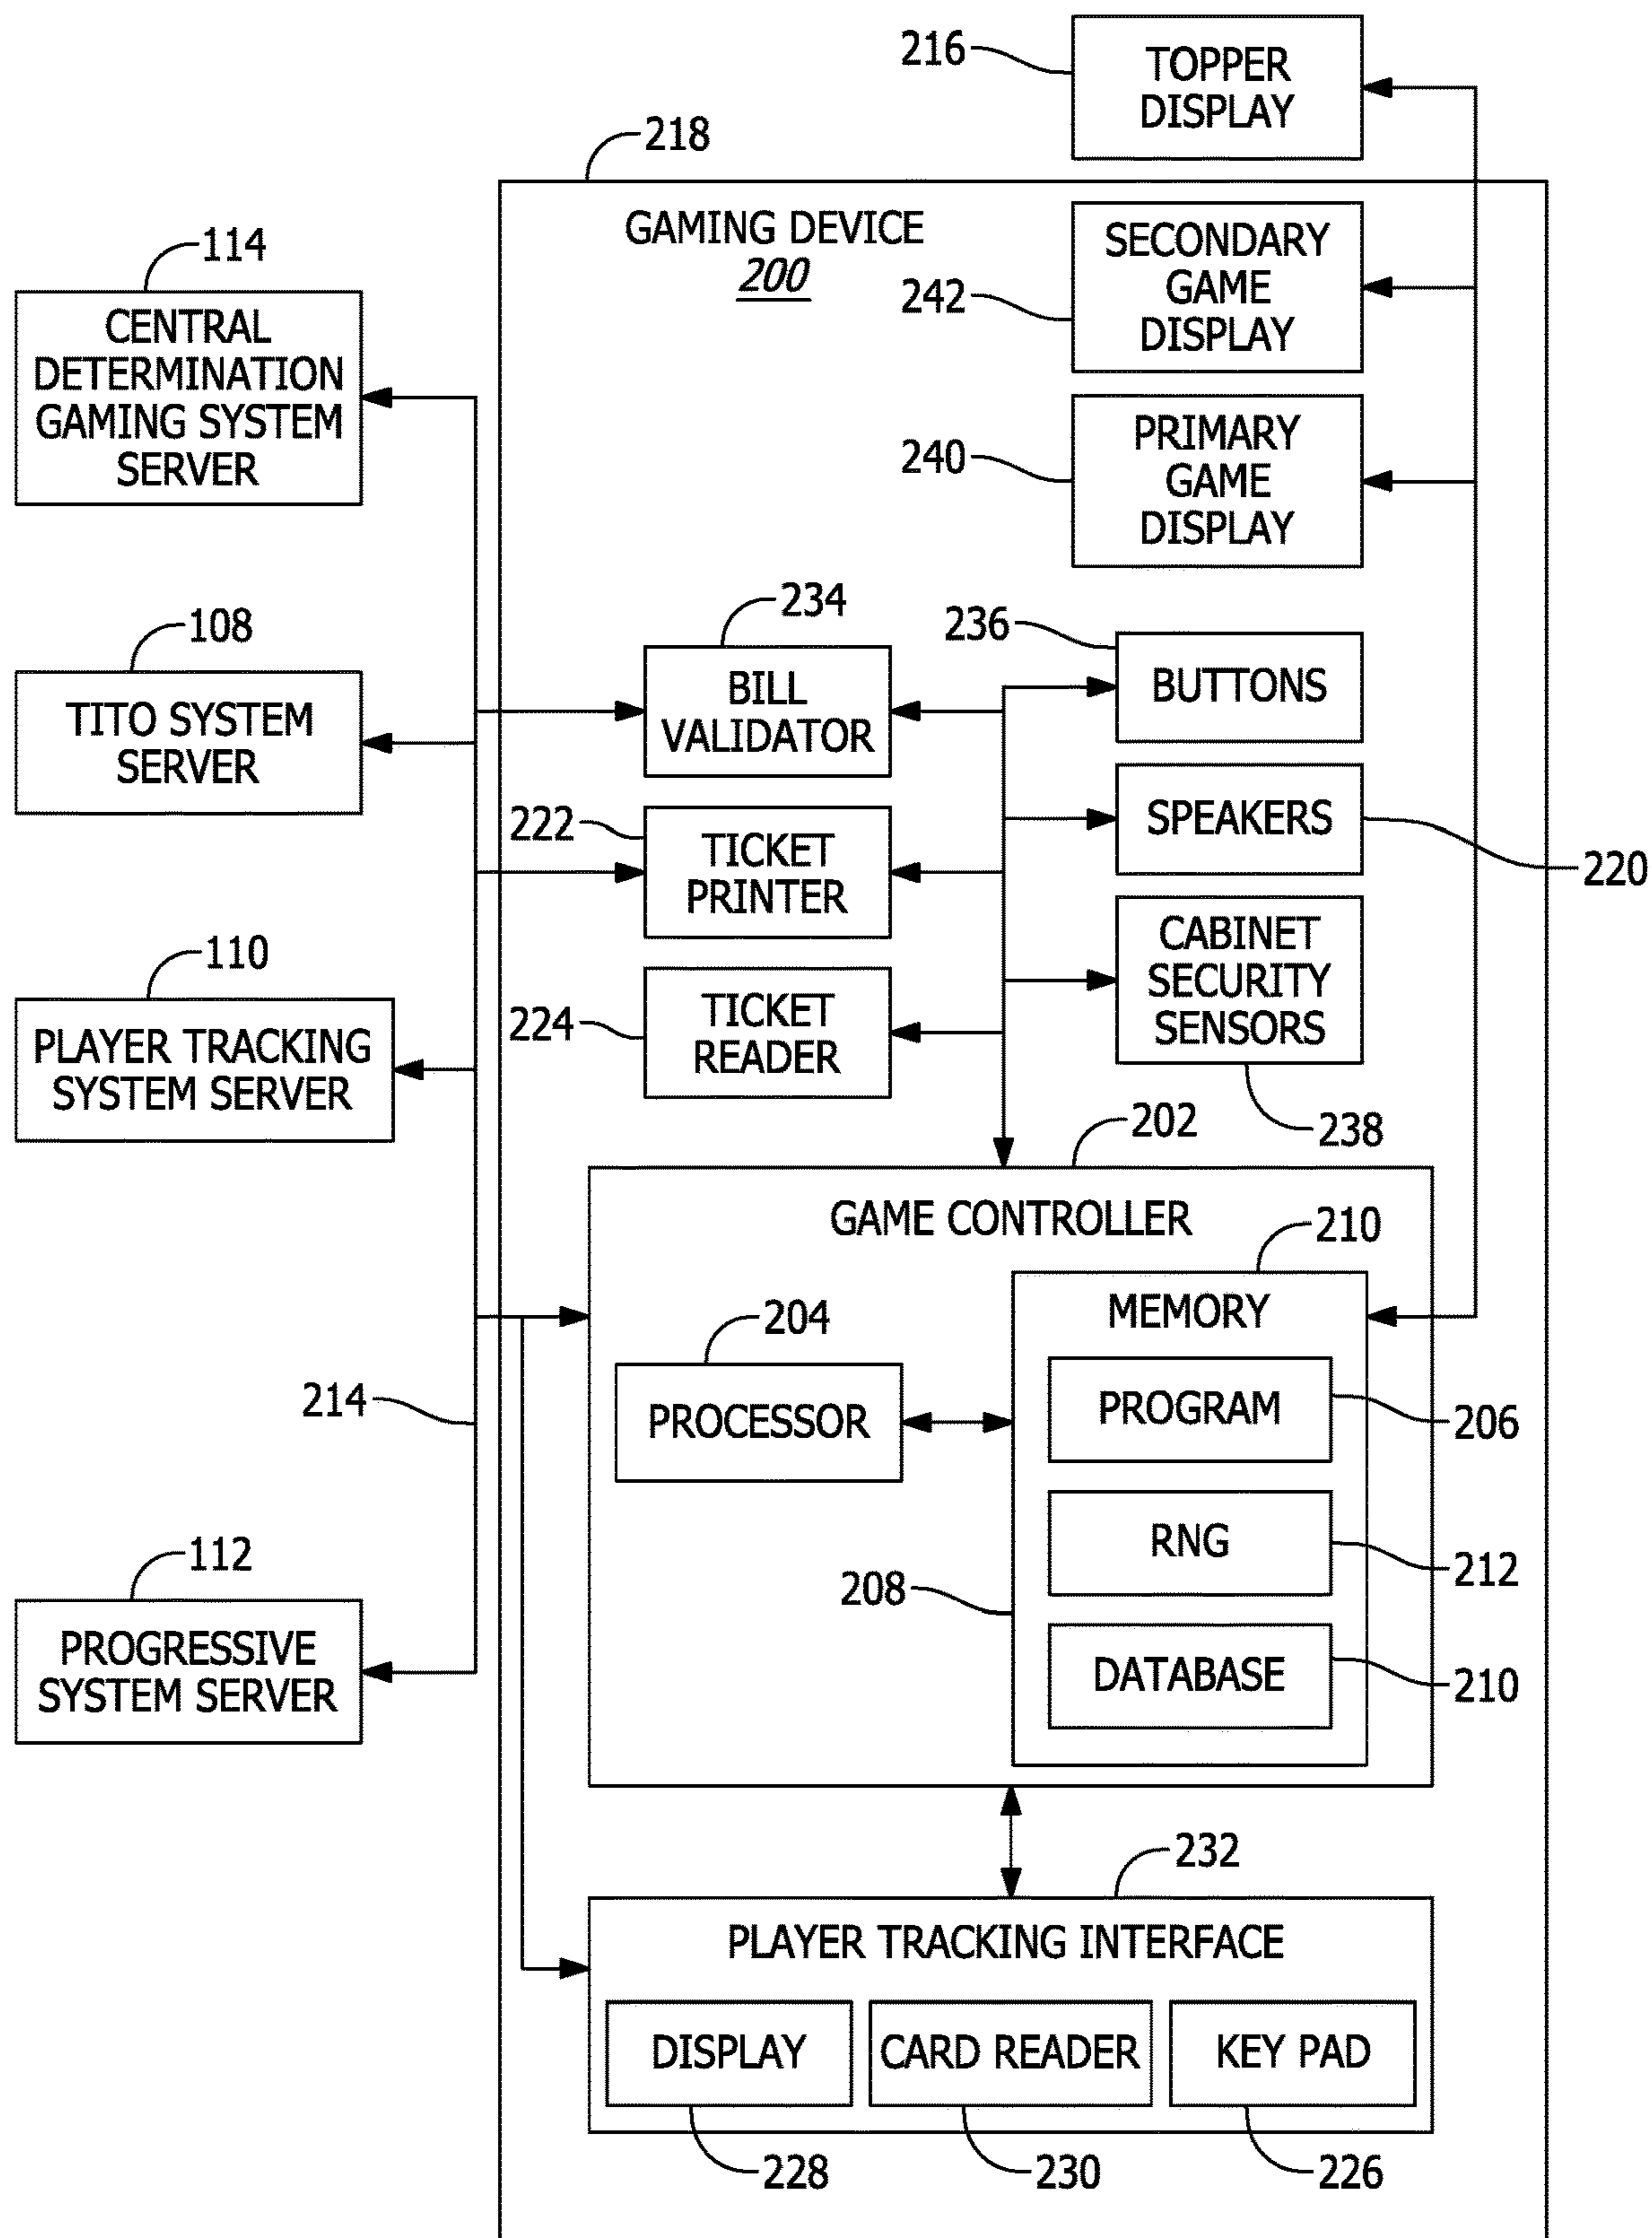 216
TOPPER
DISPLAY
218
GAMING DEVICE
200
SECONDARY
GAME
DISPLAY
242
114
CENTRAL
DETERMINATION
GAMING SYSTEM
SERVER
PRIMARY
GAME
DISPLAY
240
108
TITO SYSTEM
SERVER
234
BILL
VALIDATOR
236
BUTTONS
222
TICKET
PRINTER
SPEAKERS
220
110
PLAYER TRACKING
SYSTEM SERVER
224
TICKET
READER
CABINET
SECURITY
SENSORS
238
202
GAME CONTROLLER
210
MEMORY
204
PROCESSOR
214
PROGRAM
206
RNG
212
208
DATABASE
210
112
PROGRESSIVE
SYSTEM SERVER
232
PLAYER TRACKING INTERFACE
DISPLAY
CARD READER
KEY PAD
228
230
226